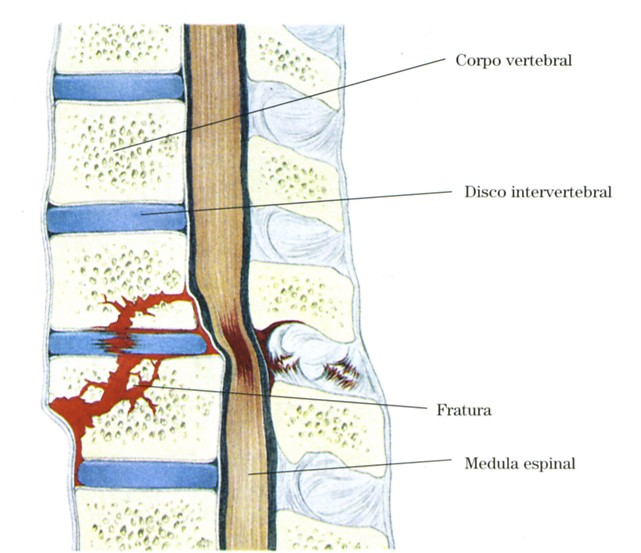 Corpo vertebral
Disco intervertebral
Fratura
Medula espinal